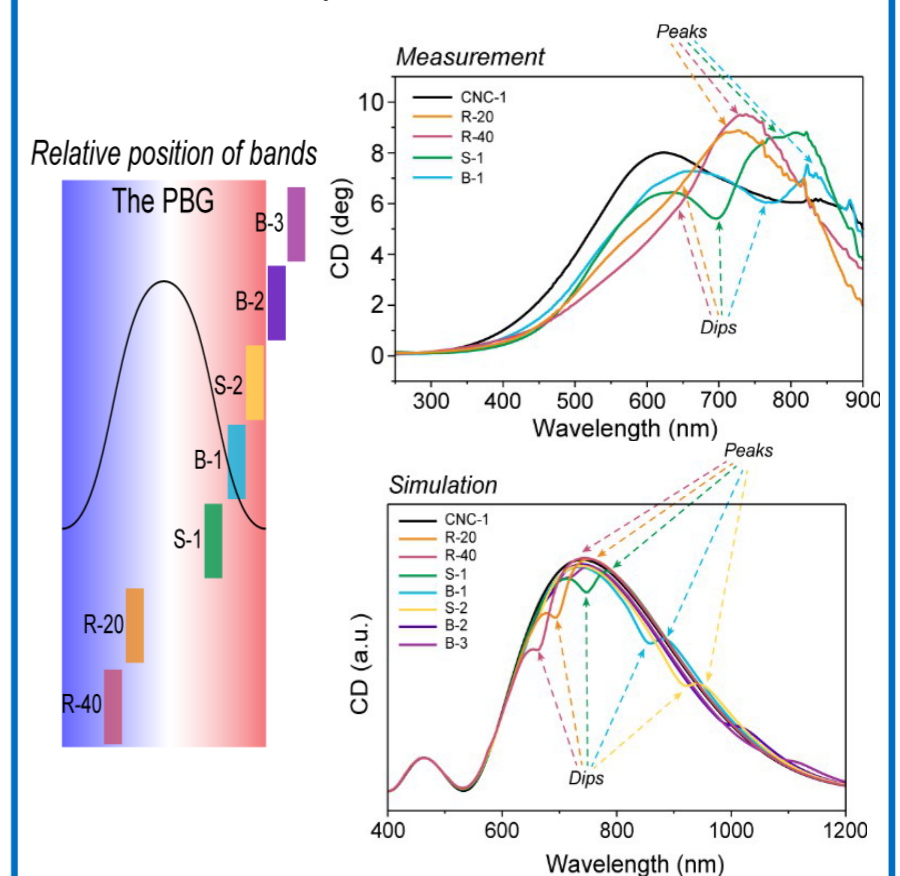 Relative position of bands
The PBG
B-3
B-2
S-2
B-1
S-1
R-20
R-40
Measurement
Peaks
CNC-1
R-20
R-40
S-1
B-1
CD (deg)
10
8
6
4
2
0
Dips
300 400 500 600 700 800 900
Wavelength (nm)
Simulation
Peaks
CNC-1
R-20
R-40
S-1
B-1
S-2
B-2
B-3
CD (a.u.)
Dips
400 600 800 1000 1200
Wavelength (nm)